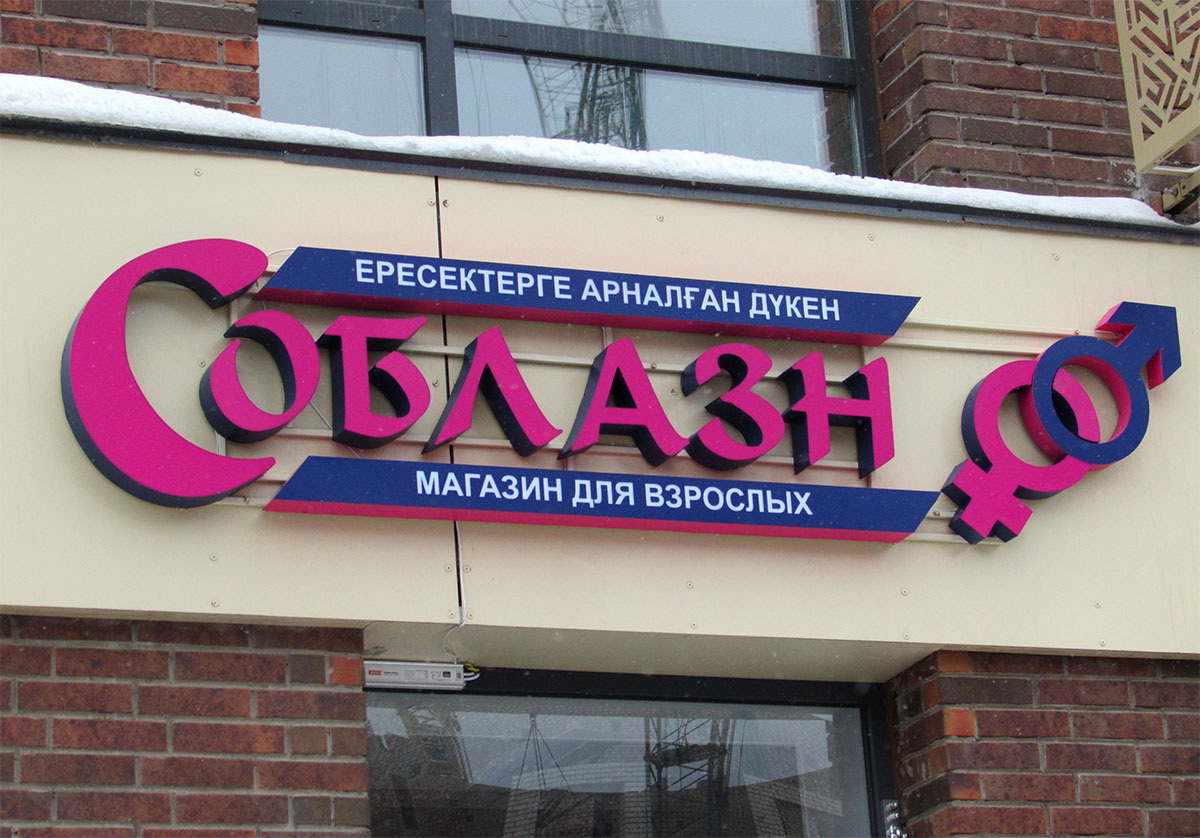 ЕРЕСЕКТЕРГЕ АРНАЛҒАН ДҮКЕН
СОБЛАЗН
МАГАЗИН ДЛЯ ВЗРОСЛЫХ